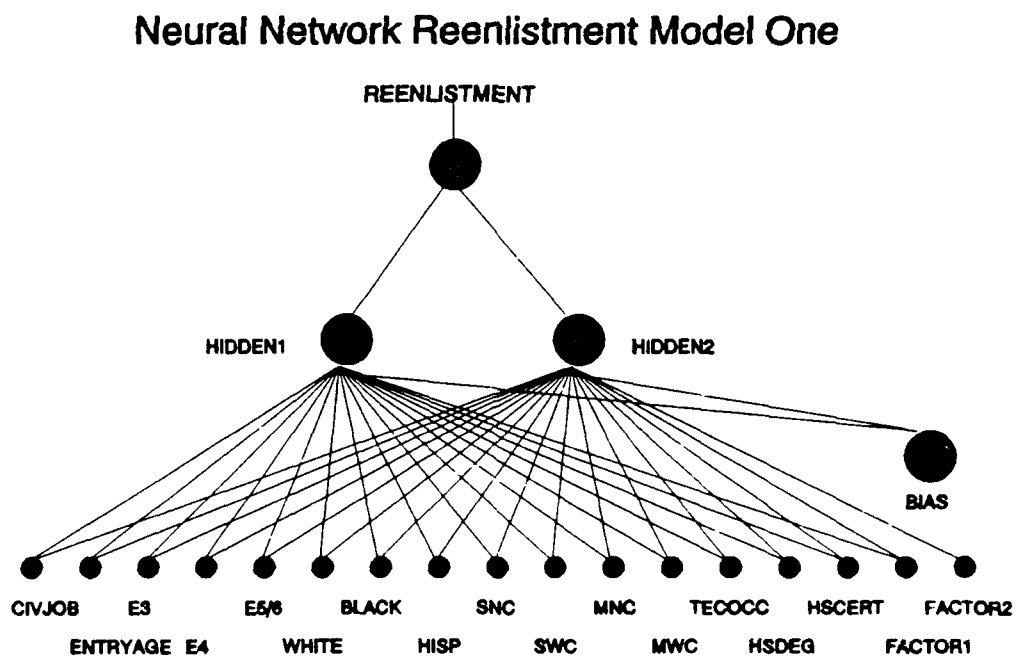 Neural Network Reenlistment Model One
REENLISTMENT
HIDDEN1 HIDDEN2
BIAS
CIVJOB E3 E5/6 BLACK SNC MNC TECOCC HSCERT FACTOR2
ENTRYAGE E4 WHITE HISP SWC MWC HSDEG FACTOR1